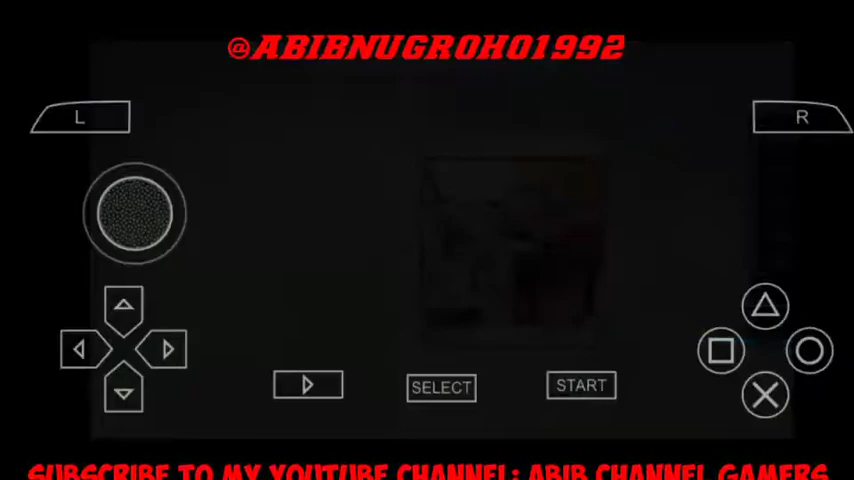 @ABIBNUGROHO1992
L
R
SELECT
START
SUBSCRIBE TO MY YOUTUBE CHANNEL: ABIB CHANNEL GAMERS